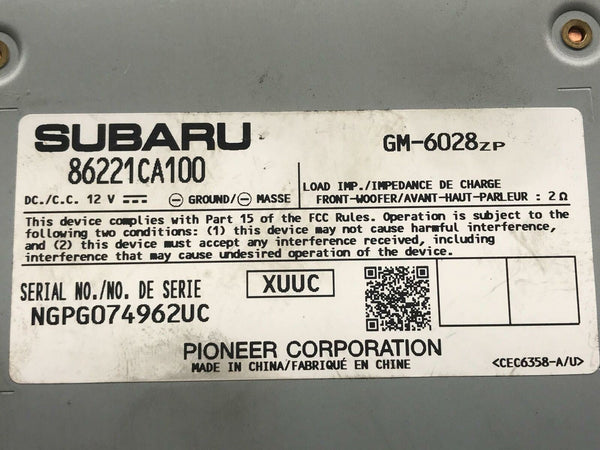 SUBARU
GM-6028ZP
86221CA100
DC./C.C. 12 V ⎓ ⊖ GROUND/⊖ MASSE
LOAD IMP./IMPEDANCE DE CHARGE
FRONT-WOOFER/AVANT-HAUT-PARLEUR : 2Ω
This device complies with Part 15 of the FCC Rules. Operation is subject to the
following two conditions: (1) this device may not cause harmful interference,
and (2) this device must accept any interference received, including
interference that may cause undesired operation of the device.
SERIAL NO./NO. DE SERIE
XUUC
NGPG074962UC
PIONEER CORPORATION
MADE IN CHINA/FABRIQUÉ EN CHINE
<CEC6358-A/U>